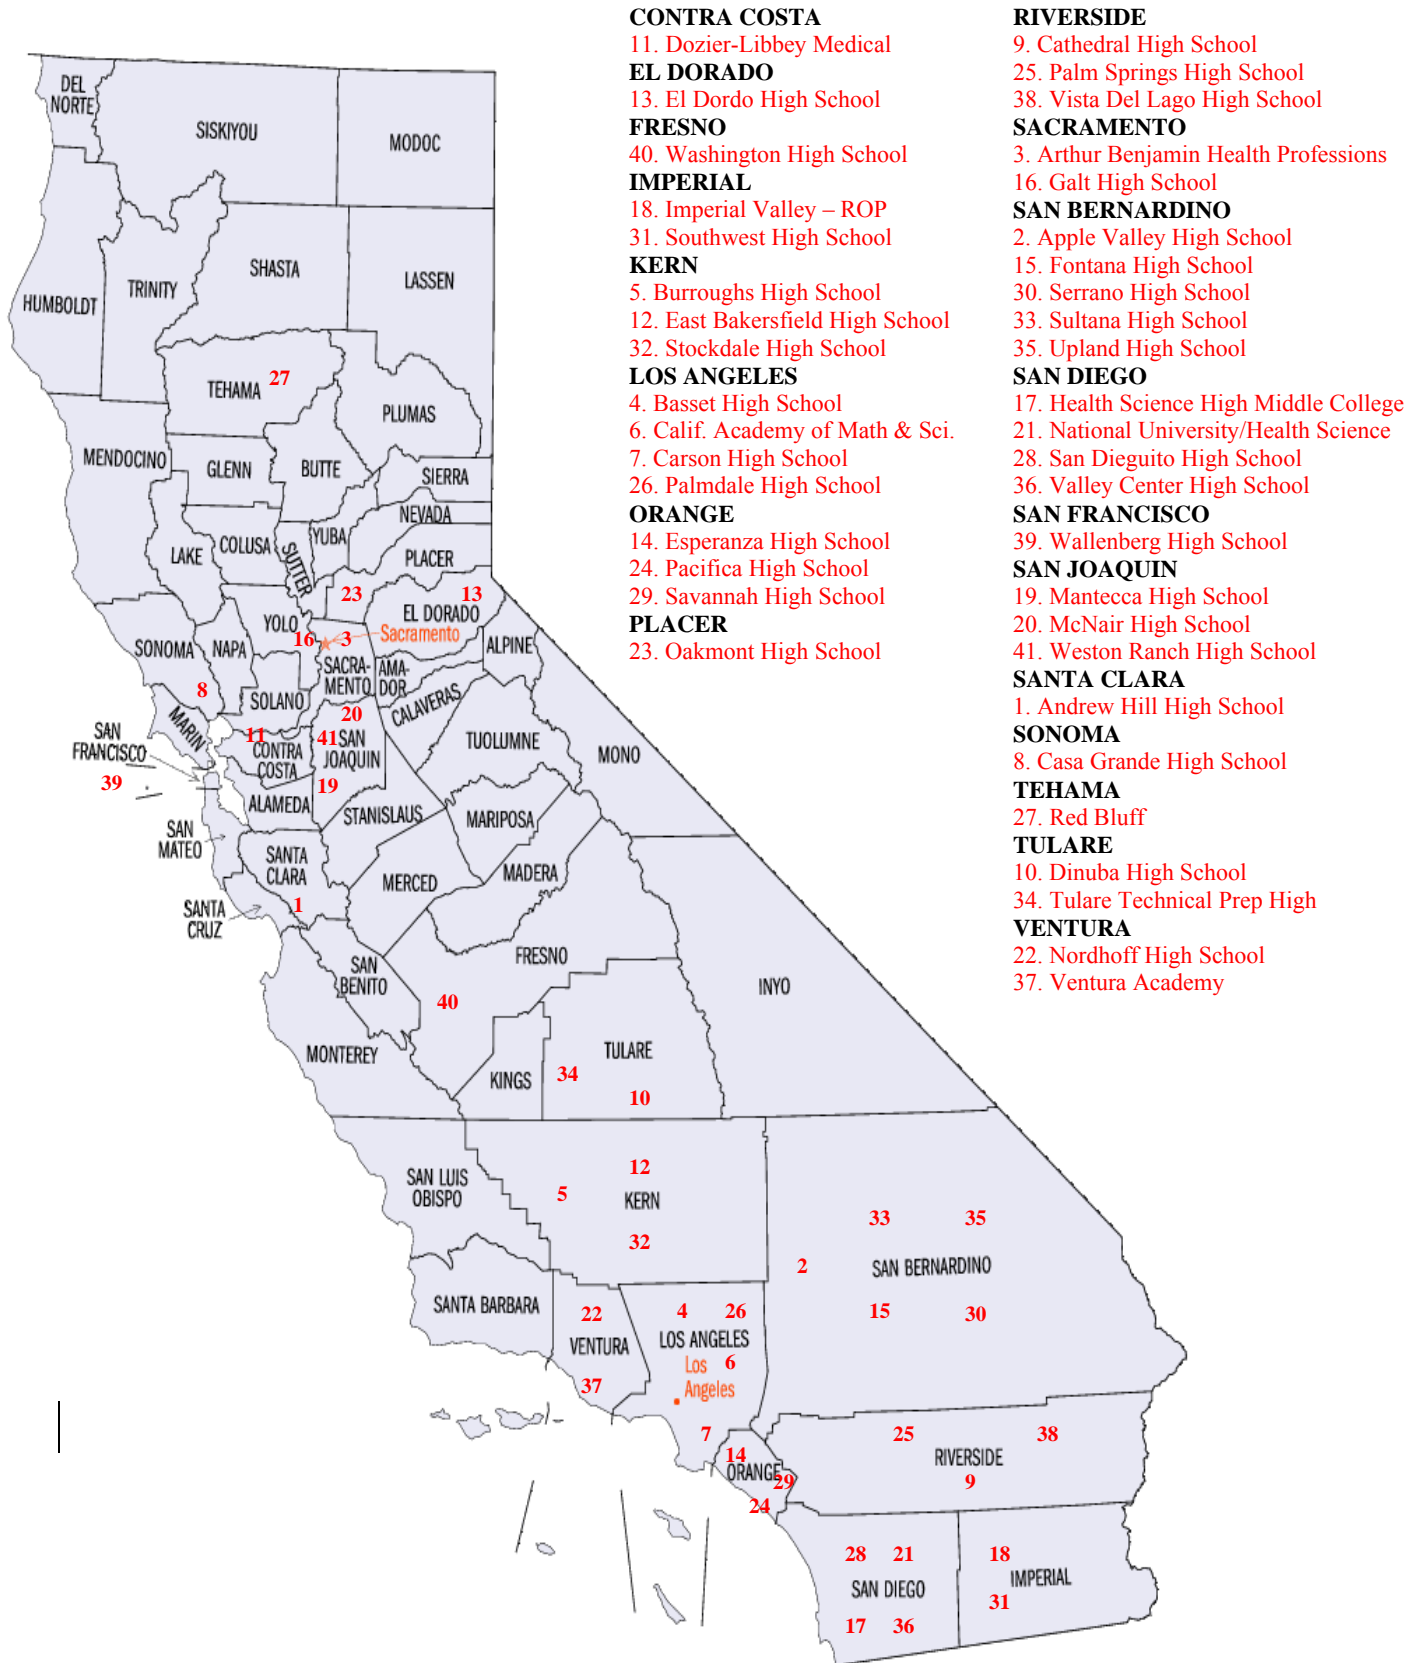 CONTRA COSTA
11. Dozier-Libbey Medical
EL DORADO
13. El Dordo High School
FRESNO
40. Washington High School
IMPERIAL
18. Imperial Valley – ROP
31. Southwest High School
KERN
5. Burroughs High School
12. East Bakersfield High School
32. Stockdale High School
LOS ANGELES
4. Basset High School
6. Calif. Academy of Math & Sci.
7. Carson High School
26. Palmdale High School
ORANGE
14. Esperanza High School
24. Pacifica High School
29. Savannah High School
PLACER
23. Oakmont High School
RIVERSIDE
9. Cathedral High School
25. Palm Springs High School
38. Vista Del Lago High School
SACRAMENTO
3. Arthur Benjamin Health Professions
16. Galt High School
SAN BERNARDINO
2. Apple Valley High School
15. Fontana High School
30. Serrano High School
33. Sultana High School
35. Upland High School
SAN DIEGO
17. Health Science High Middle College
21. National University/Health Science
28. San Dieguito High School
36. Valley Center High School
SAN FRANCISCO
39. Wallenberg High School
SAN JOAQUIN
19. Mantecca High School
20. McNair High School
41. Weston Ranch High School
SANTA CLARA
1. Andrew Hill High School
SONOMA
8. Casa Grande High School
TEHAMA
27. Red Bluff
TULARE
10. Dinuba High School
34. Tulare Technical Prep High
VENTURA
22. Nordhoff High School
37. Ventura Academy
DEL
NORTE
SISKIYOU
MODOC
HUMBOLDT
TRINITY
SHASTA
LASSEN
TEHAMA
27
PLUMAS
MENDOCINO
GLENN
BUTTE
SIERRA
NEVADA
YUBA
SUTTER
COLUSA
LAKE
PLACER
23
13
EL DORADO
YOLO
16
3
Sacramento
SONOMA
NAPA
ALPINE
SACRA-
MENTO
AMA-
DOR
8
SOLANO
CALAVERAS
MARIN
20
SAN
FRANCISCO
11
CONTRA
COSTA
41
SAN
JOAQUIN
TUOLUMNE
MONO
39
19
ALAMEDA
STANISLAUS
SAN
MATEO
MARIPOSA
SANTA
CLARA
MERCED
MADERA
1
SANTA
CRUZ
FRESNO
SAN
BENITO
40
INYO
MONTEREY
TULARE
KINGS
34
10
SAN LUIS
OBISPO
12
5
KERN
32
33
35
2
SAN BERNARDINO
15
30
SANTA BARBARA
22
VENTURA
37
4
26
LOS ANGELES
6
Los
Angeles
7
14
ORANGE
29
24
25
38
RIVERSIDE
9
28
21
SAN DIEGO
17
36
18
IMPERIAL
31